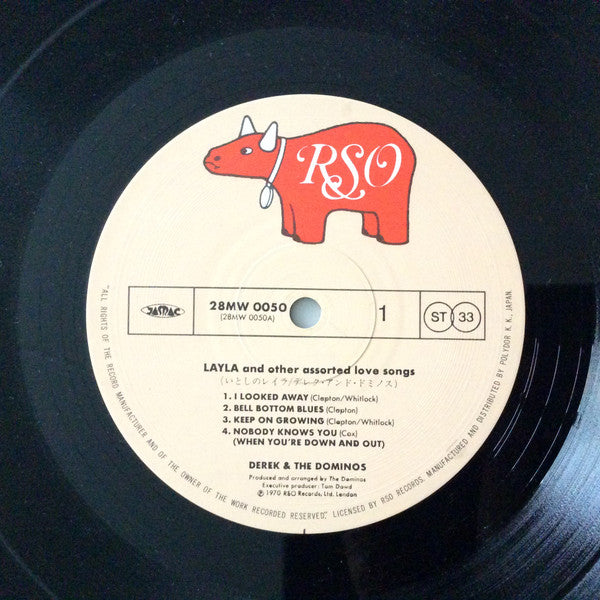 RSO
JASRAC
28MW 0050
(28MW 0050A)
1
ST 33
LAYLA and other assorted love songs
(いとしのレイラ/デレク・アンド・ドミノス)
1. I LOOKED AWAY (Clapton/Whitlock)
2. BELL BOTTOM BLUES (Clapton)
3. KEEP ON GROWING (Clapton/Whitlock)
4. NOBODY KNOWS YOU (Cox)
(WHEN YOU'RE DOWN AND OUT)
DEREK & THE DOMINOS
Produced and arranged by The Dominos
Executive producer: Tom Dowd
Ⓟ 1970 RSO Records, Ltd. London
"ALL RIGHTS OF THE RECORD MANUFACTURER AND OF THE OWNER OF THE WORK RECORDED RESERVED," LICENSED BY RSO RECORDS, MANUFACTURED AND DISTRIBUTED BY POLYDOR K. K., JAPAN.